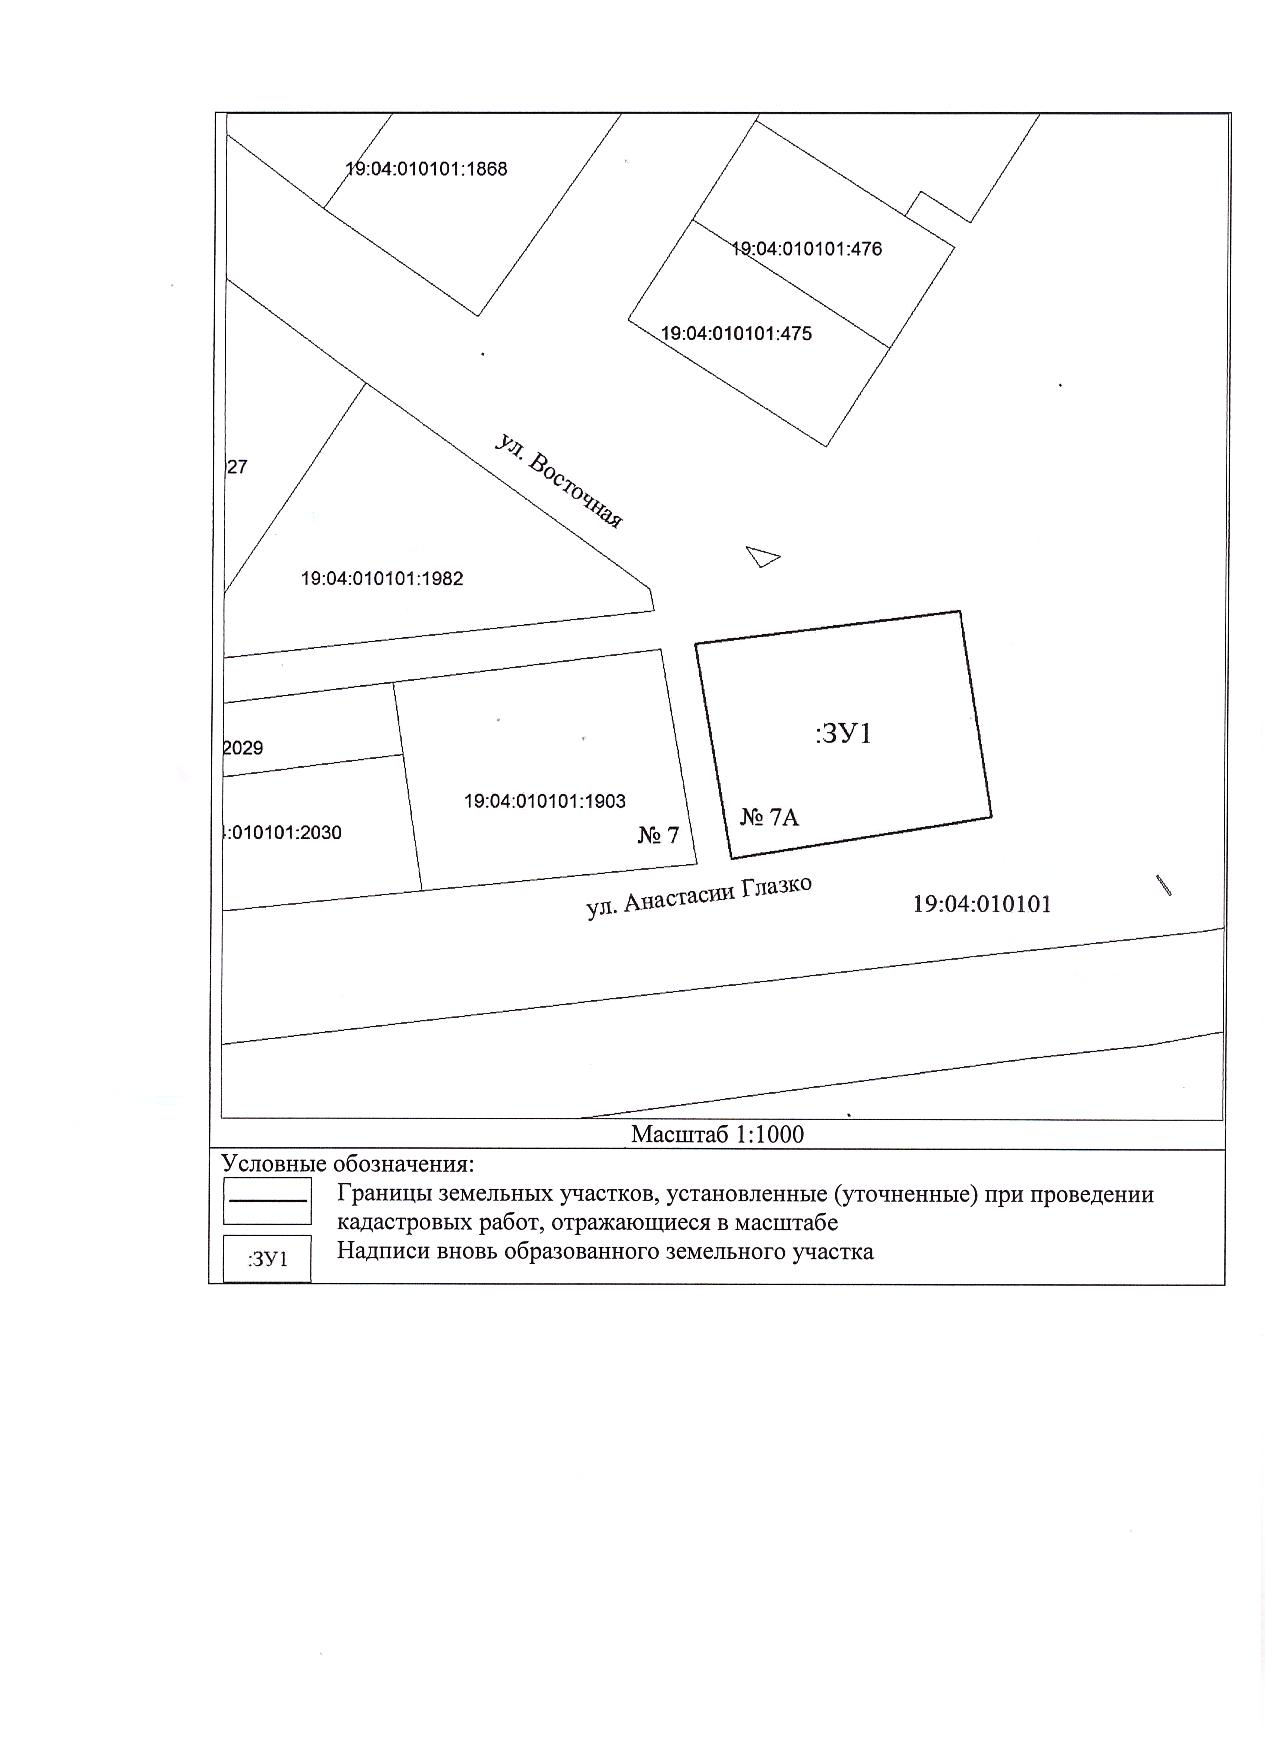 19:04:010101:1868
19:04:010101:476
19:04:010101:475
ул. Восточная
27
19:04:010101:1982
:ЗУ1
2029
19:04:010101:1903
№ 7А
:010101:2030
№ 7
ул. Анастасии Глазко
19:04:010101
Масштаб 1:1000
Условные обозначения:
Границы земельных участков, установленные (уточненные) при проведении
кадастровых работ, отражающиеся в масштабе
:ЗУ1
Надписи вновь образованного земельного участка